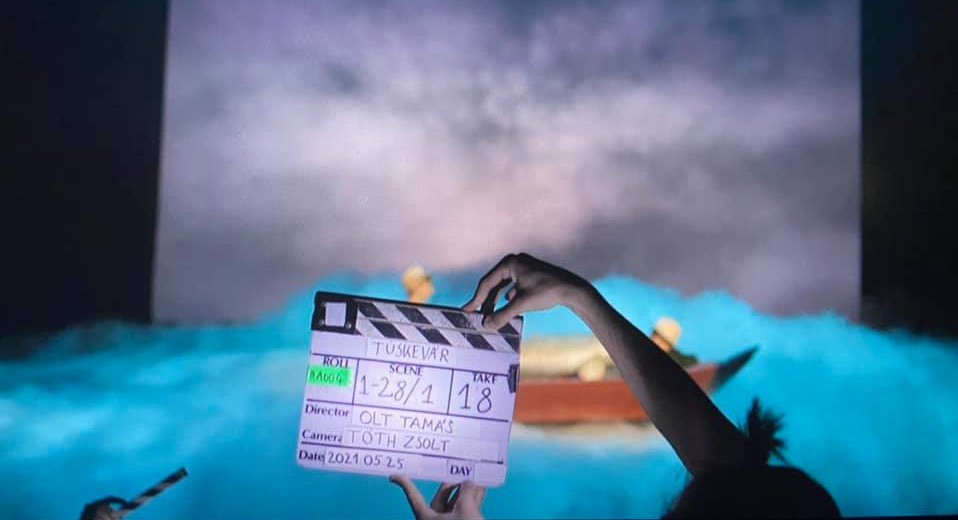 TÜSKEVÁR
ROLL SCENE TAKE
A004 1-28/1 18
Director OLT TAMÁS
Camera TÓTH ZSOLT
Date 2021 05 25 DAY